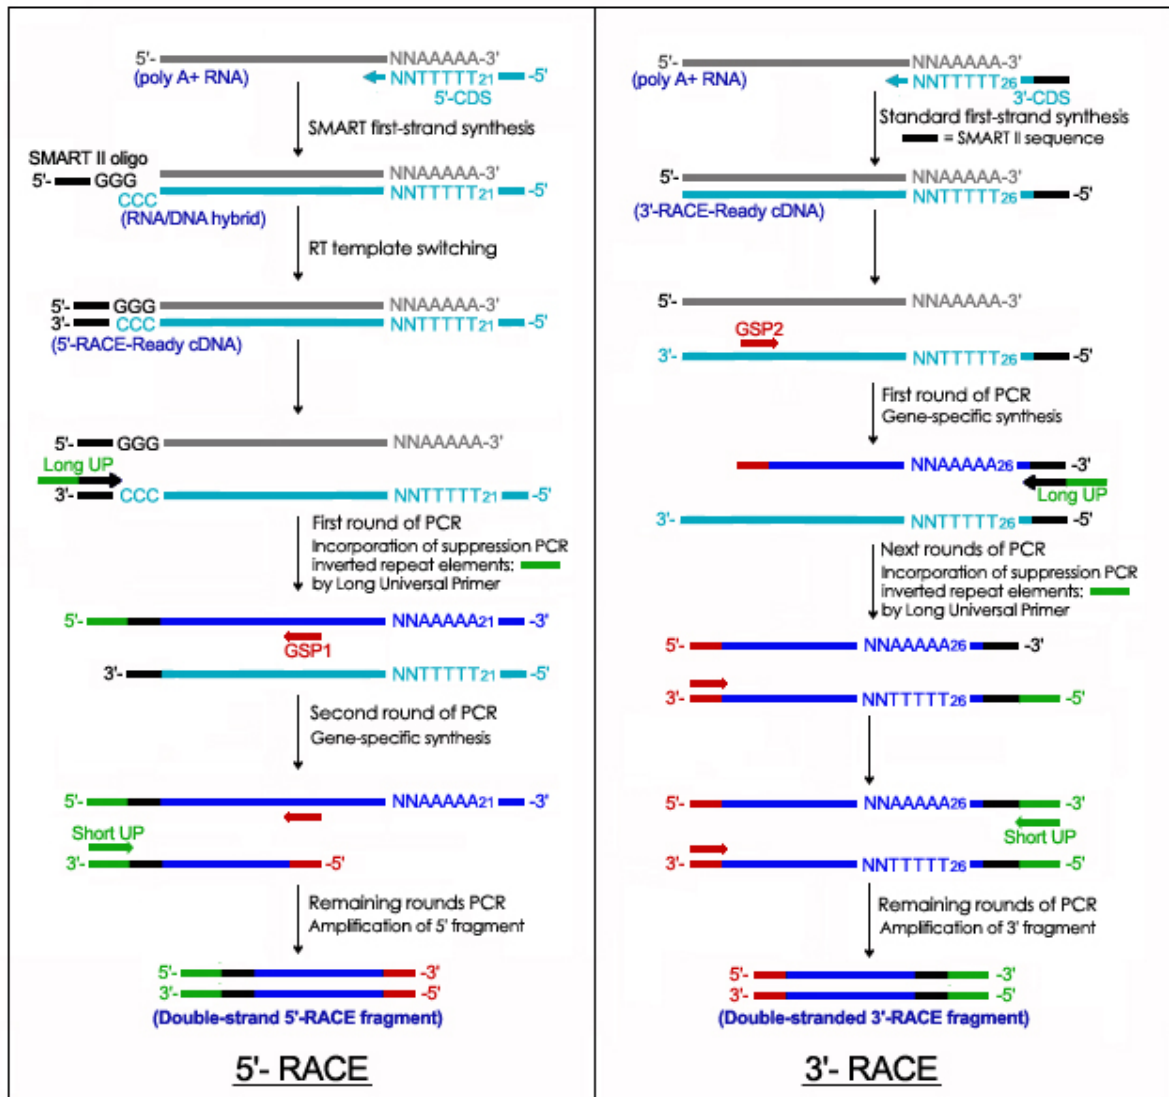 5'-
NNAAAAA-3'
(poly A+ RNA)
NNTTTTT21
-5'
5'-CDS
SMART first-strand synthesis
SMART II oligo
5'-
GGG
NNAAAAA-3'
CCC
NNTTTTT21
-5'
(RNA/DNA hybrid)
RT template switching
5'-
GGG
NNAAAAA-3'
3'-
CCC
NNTTTTT21
-5'
(5'-RACE-Ready cDNA)
5'-
GGG
NNAAAAA-3'
Long UP
3'-
CCC
NNTTTTT21
-5'
First round of PCR
Incorporation of suppression PCR
inverted repeat elements:
by Long Universal Primer
5'-
NNAAAAA21
-3'
GSP1
3'-
NNTTTTT21
-5'
Second round of PCR
Gene-specific synthesis
5'-
NNAAAAA21
-3'
Short UP
3'-
-5'
Remaining rounds PCR
Amplification of 5' fragment
5'-
-3'
3'-
-5'
(Double-strand 5'-RACE fragment)
5'- RACE
5'-
NNAAAAA-3'
(poly A+ RNA)
NNTTTTT26
3'-CDS
Standard first-strand synthesis
= SMART II sequence
5'-
NNAAAAA-3'
NNTTTTT26
-5'
(3'-RACE-Ready cDNA)
5'-
NNAAAAA-3'
GSP2
3'-
NNTTTTT26
-5'
First round of PCR
Gene-specific synthesis
NNAAAAA26
-3'
Long UP
3'-
NNTTTTT26
-5'
Next rounds of PCR
Incorporation of suppression PCR
inverted repeat elements:
by Long Universal Primer
5'-
NNAAAAA26
-3'
3'-
NNTTTTT26
-5'
5'-
NNAAAAA26
-3'
Short UP
3'-
NNTTTTT26
-5'
Remaining rounds of PCR
Amplification of 3' fragment
5'-
-3'
3'-
-5'
(Double-stranded 3'-RACE fragment)
3'- RACE